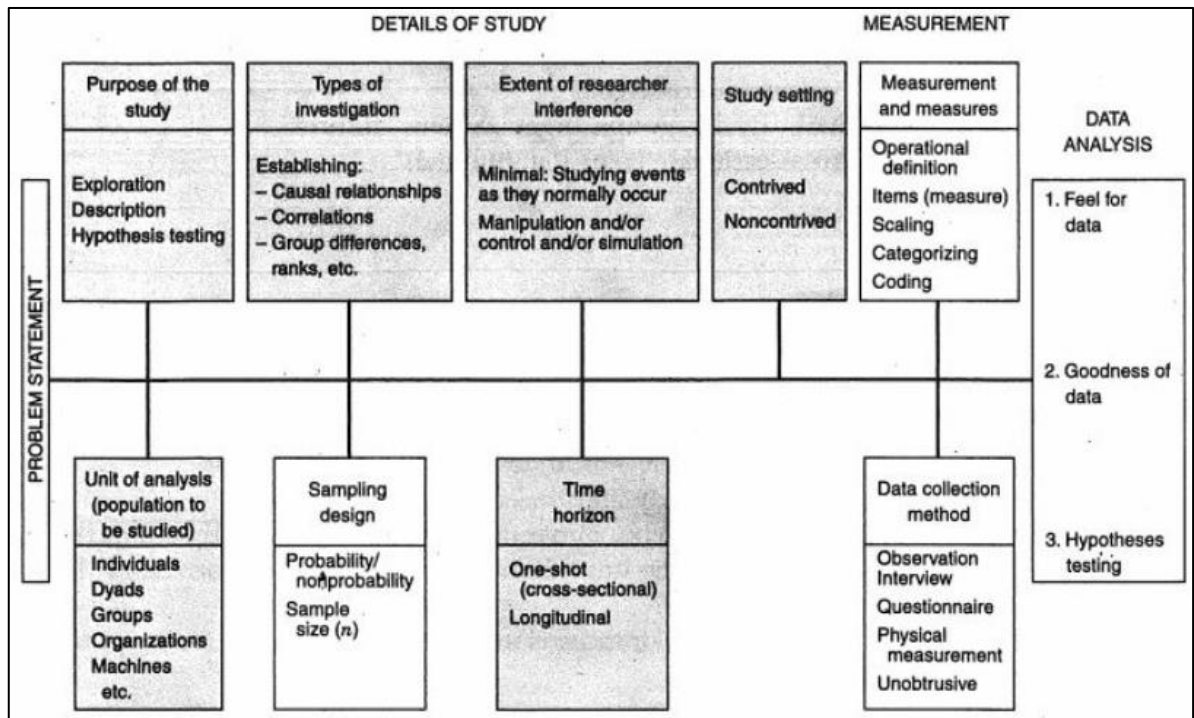 DETAILS OF STUDY
MEASUREMENT
Purpose of the
study
Exploration
Description
Hypothesis testing
Types of
investigation
Establishing:
– Causal relationships
– Correlations
– Group differences,
ranks, etc.
Extent of researcher
interference
Minimal: Studying events
as they normally occur
Manipulation and/or
control and/or simulation
Study setting
Contrived
Noncontrived
Measurement
and measures
Operational
definition
Items (measure)
Scaling
Categorizing
Coding
DATA
ANALYSIS
1. Feel for
data
2. Goodness of
data
3. Hypotheses
testing
PROBLEM STATEMENT
Unit of analysis
(population to
be studied)
Individuals
Dyads
Groups
Organizations
Machines
etc.
Sampling
design
Probability/
nonprobability
Sample
size (n)
Time
horizon
One-shot
(cross-sectional)
Longitudinal
Data collection
method
Observation
Interview
Questionnaire
Physical
measurement
Unobtrusive